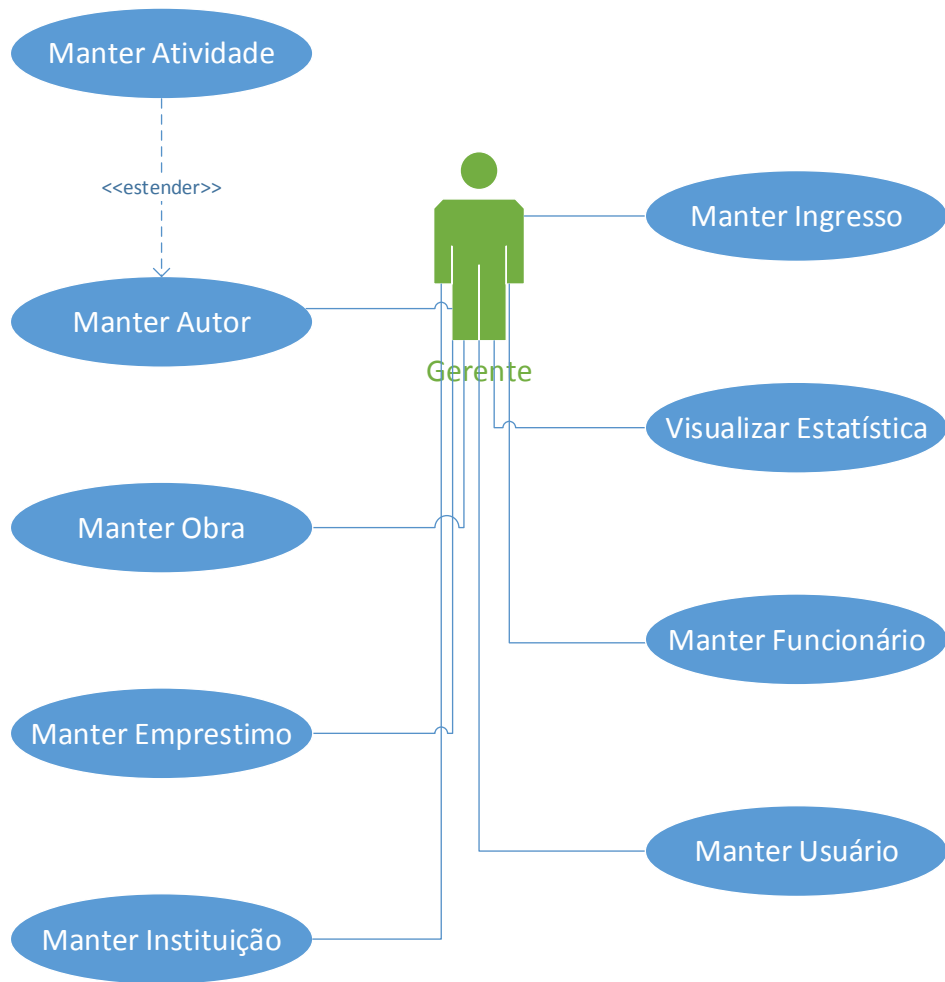 Manter Atividade
<<estender>>
Manter Autor
Manter Obra
Manter Emprestimo
Manter Instituição
Gerente
Manter Ingresso
Visualizar Estatística
Manter Funcionário
Manter Usuário